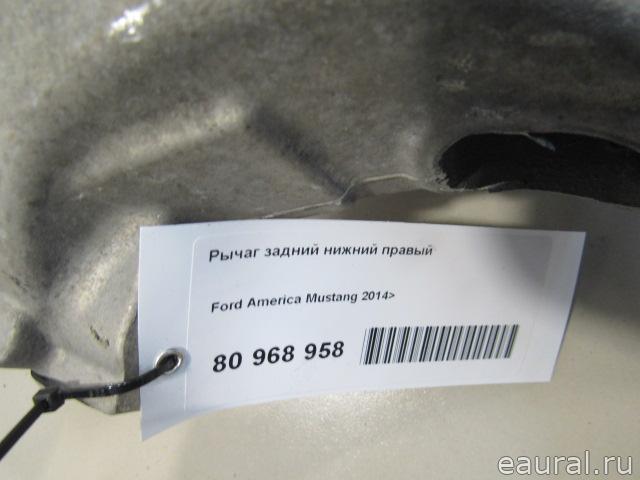 Рычаг задний нижний правый
Ford America Mustang 2014>
80 968 958
eaural.ru